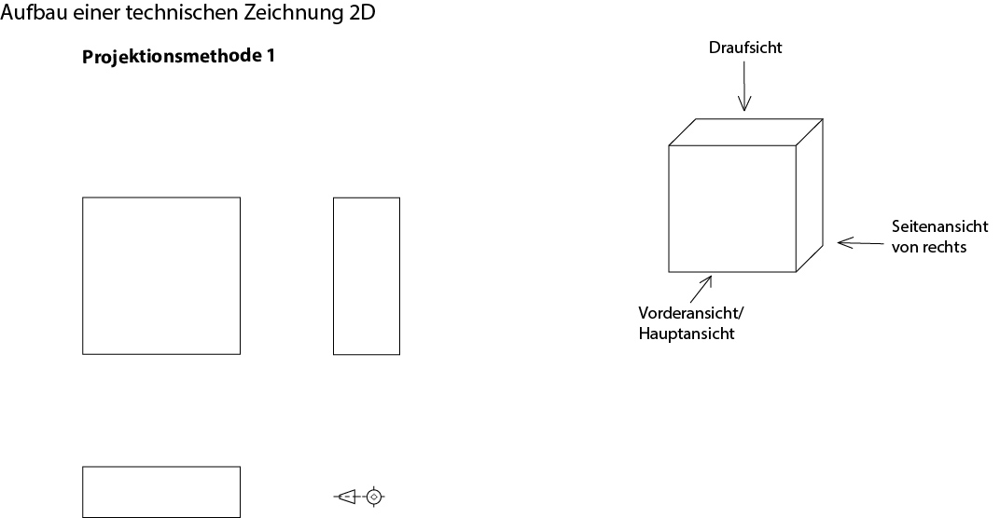 Aufbau einer technischen Zeichnung 2D
Projektionsmethode 1
Draufsicht
Seitenansicht
von rechts
Vorderansicht/
Hauptansicht